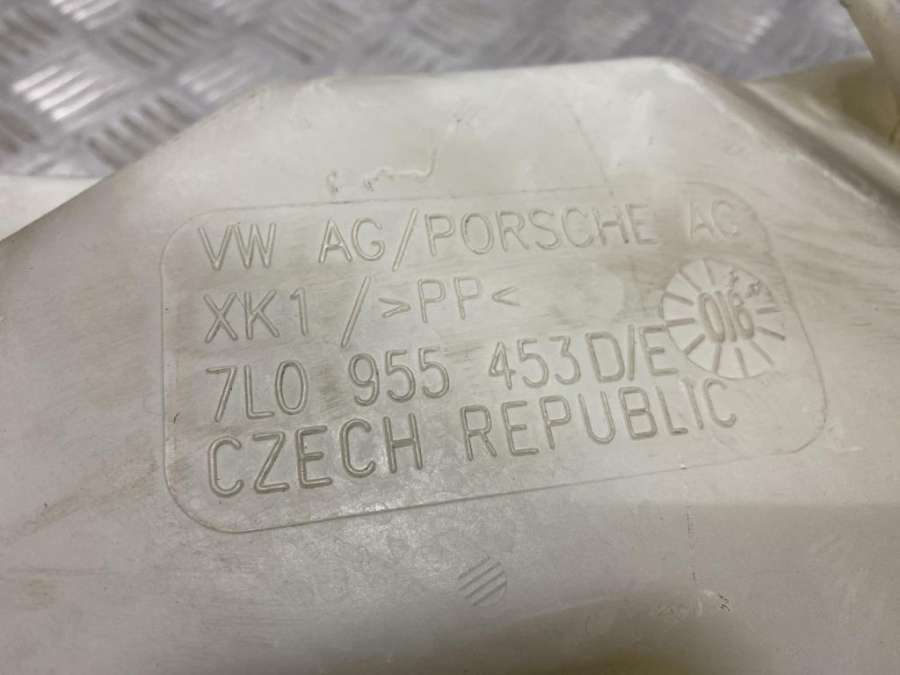 VW AG/PORSCHE AG
XK1 />PP<
7L0 955 453D/E
CZECH REPUBLIC